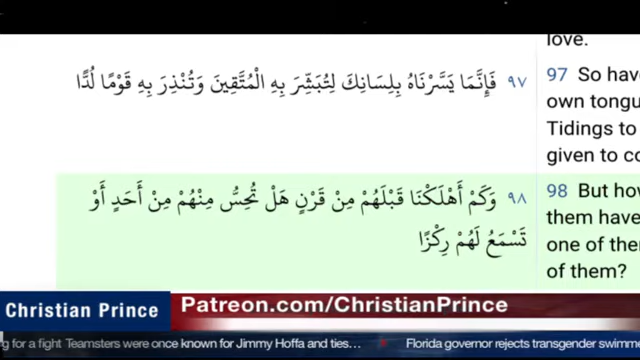 love.
٩٧ فَإِنَّمَا يَسَّرْنَاهُ بِلِسَانِكَ لِتُبَشِّرَ بِهِ الْمُتَّقِينَ وَتُنْذِرَ بِهِ قَوْمًا لُدًّا
97 So have
own tongu
Tidings to
given to co
٩٨ وَكَمْ أَهْلَكْنَا قَبْلَهُمْ مِنْ قَرْنٍ هَلْ تُحِسُّ مِنْهُمْ مِنْ أَحَدٍ أَوْ
تَسْمَعُ لَهُمْ رِكْزًا
98 But how
them have
one of the
of them?
Christian Prince
Patreon.com/ChristianPrince
g for a fight Teamsters were once known for Jimmy Hoffa and ties... Florida governor rejects transgender swimme